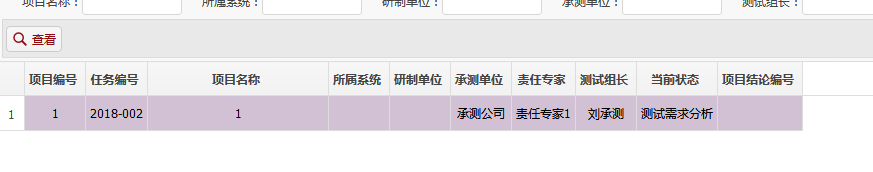 项目名称： 所属系统： 研制单位： 承测单位： 测试组长：
查看
项目编号 任务编号 项目名称 所属系统 研制单位 承测单位 责任专家 测试组长 当前状态 项目结论编号
1 1 2018-002 1 承测公司 责任专家1 刘承测 测试需求分析